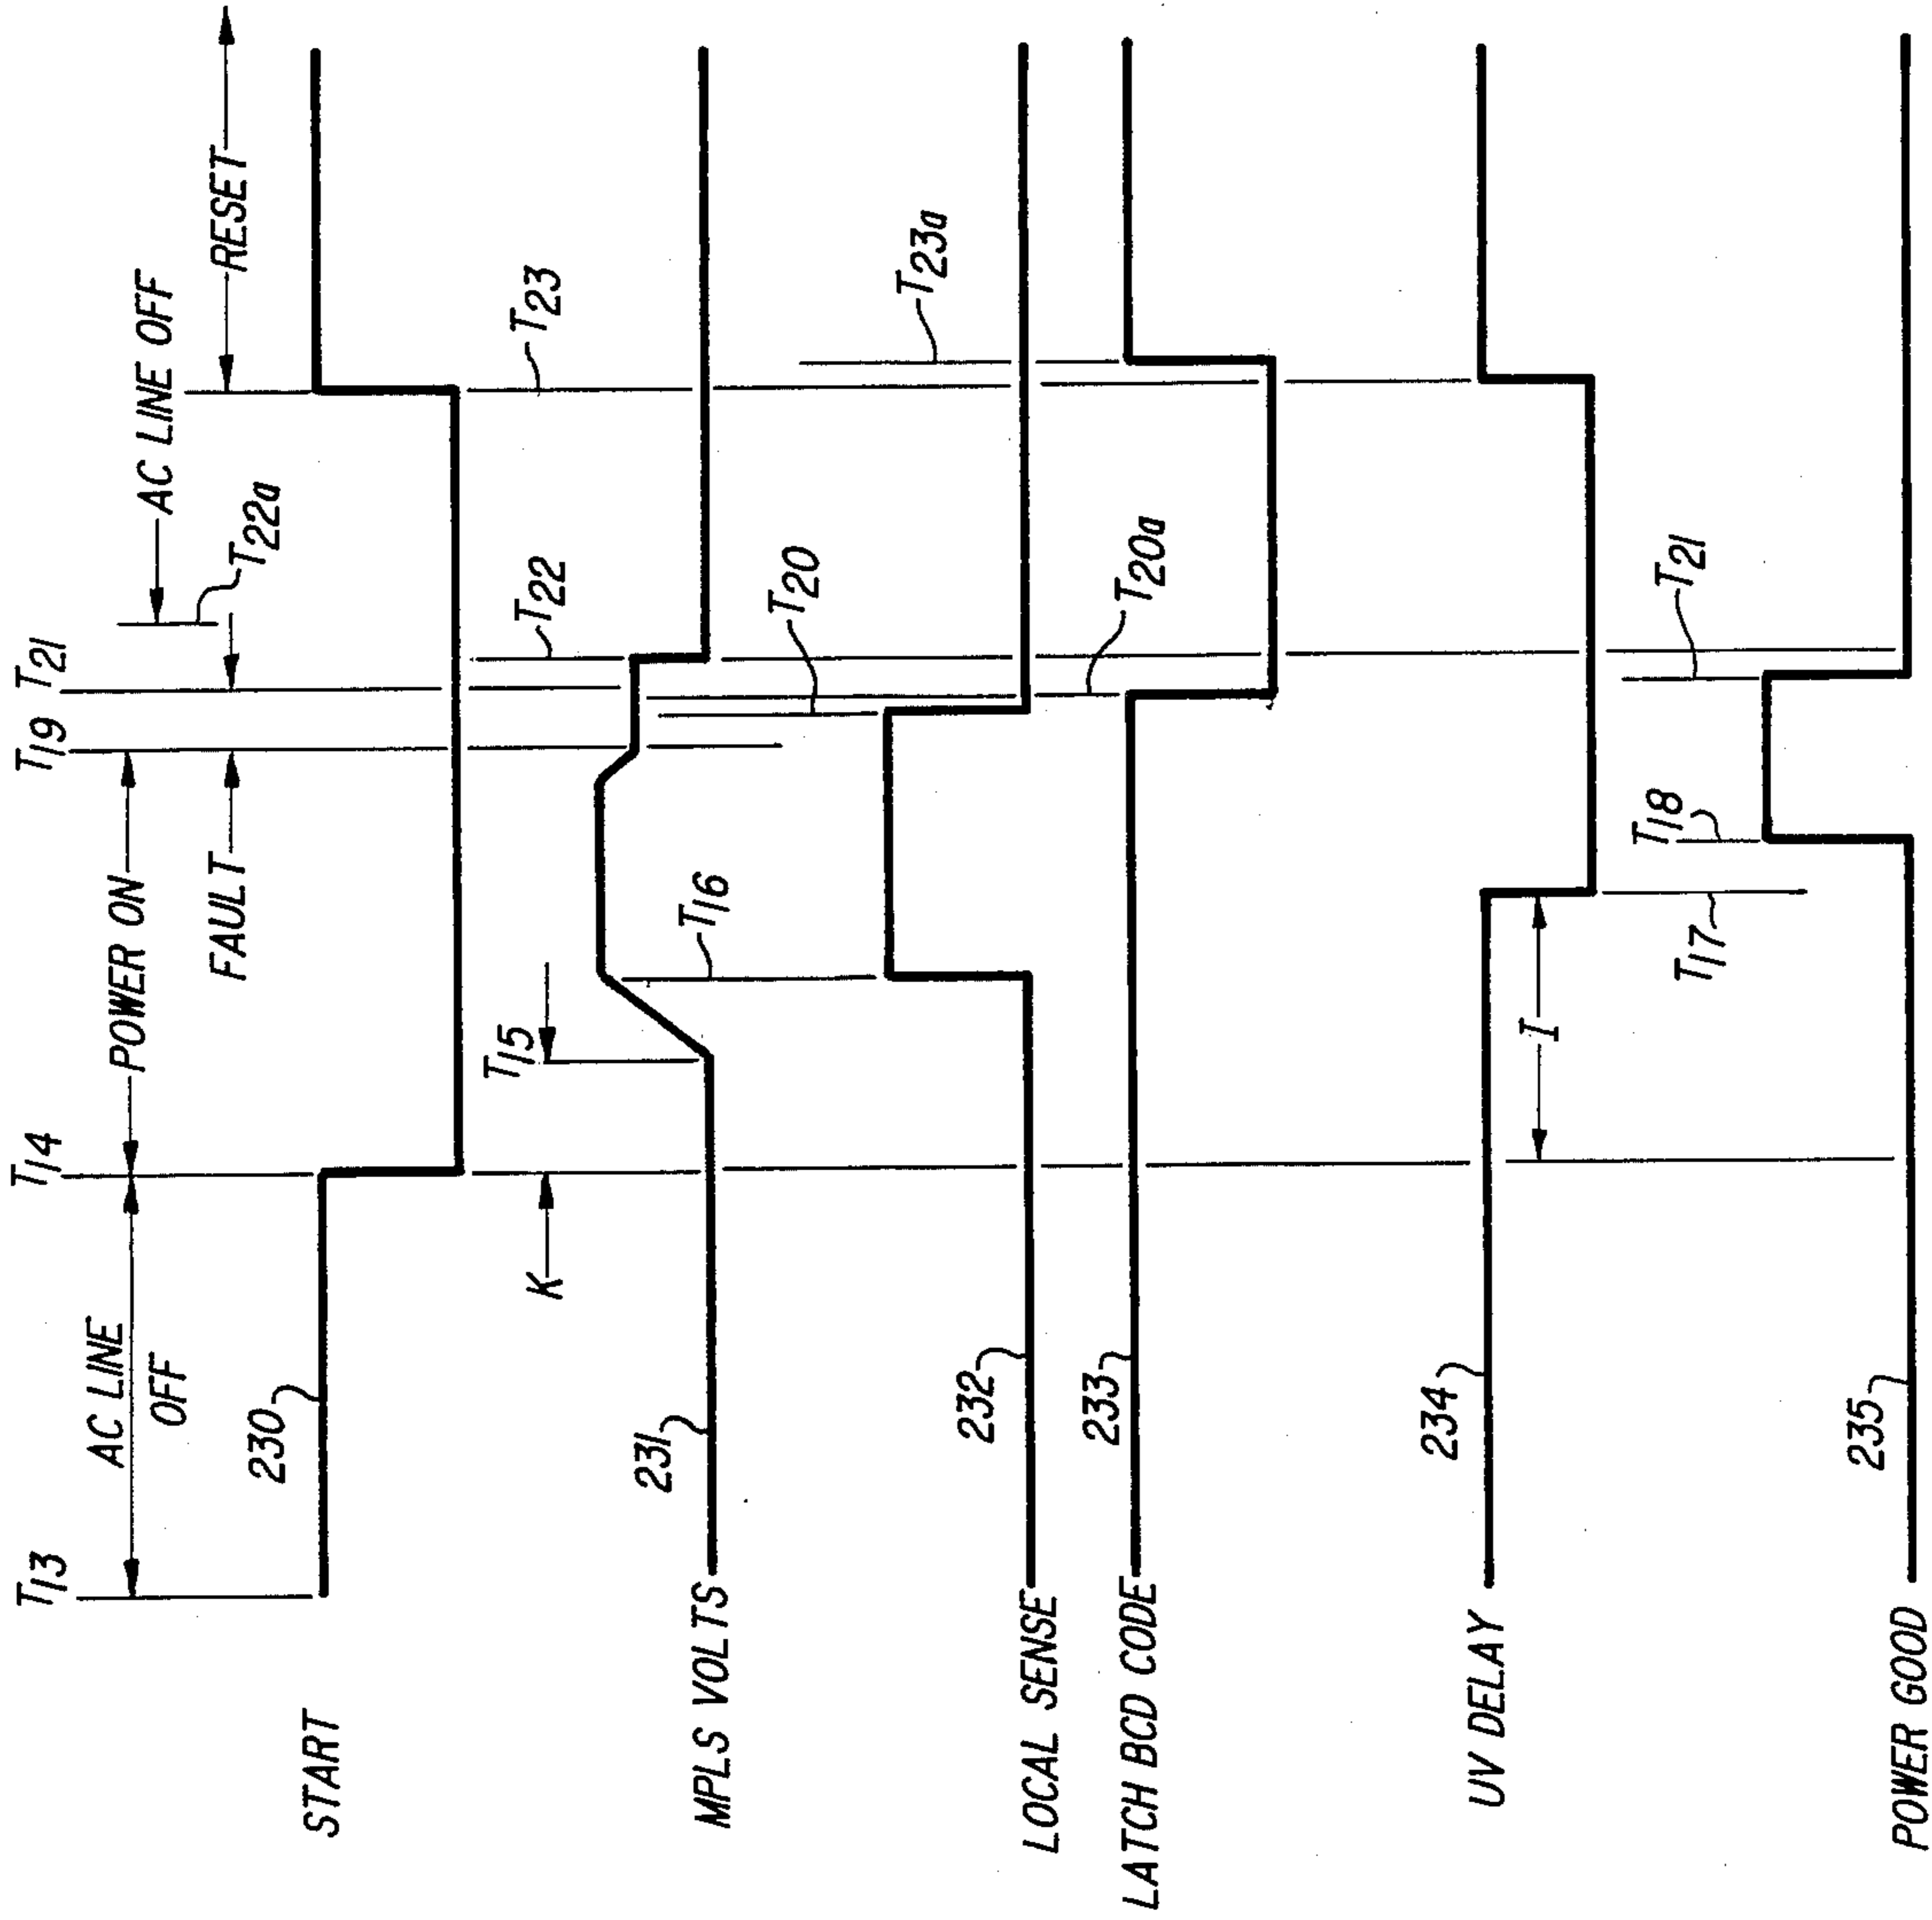 T13
T14
T19
T21
AC LINE
OFF
POWER ON
AC LINE OFF
FAULT
T22a
RESET
START
230
K
T15
T22
T23
MPLS VOLTS
231
T16
T20
T23a
LOCAL SENSE
232
LATCH BCD CODE
233
T20a
UV DELAY
234
I
T17
T18
T21
POWER GOOD
235